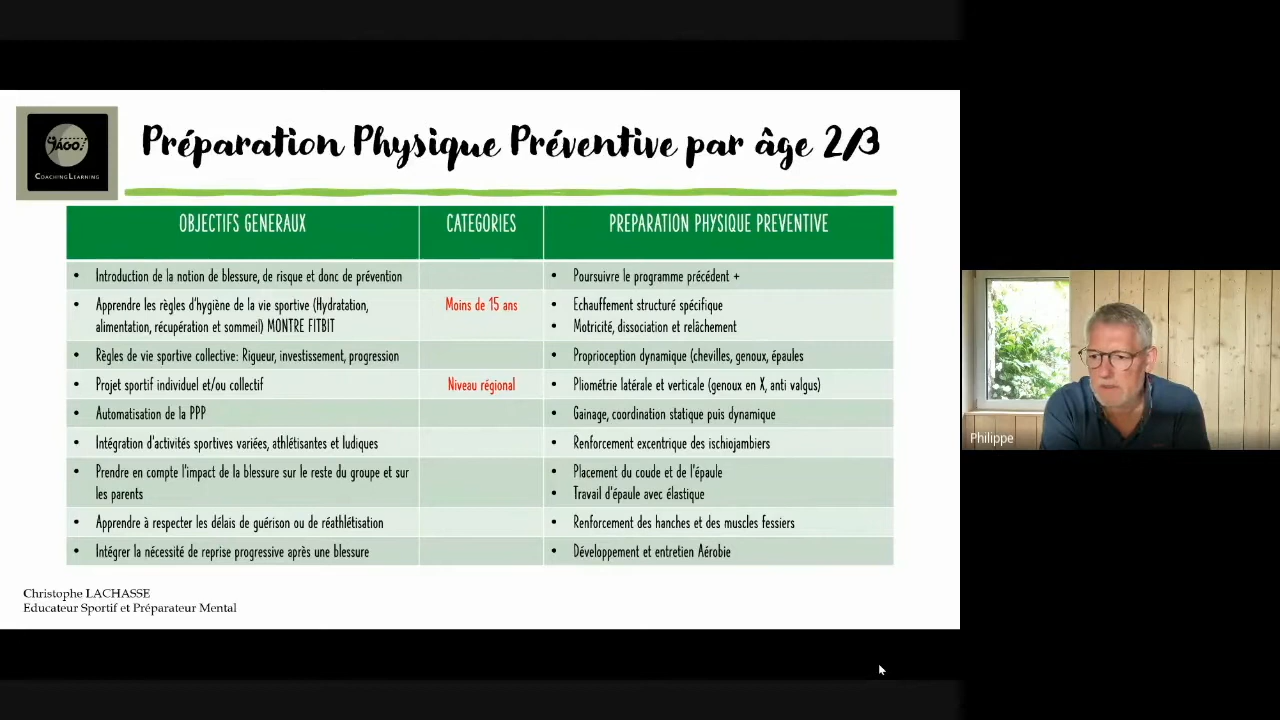 Préparation Physique Préventive par âge 2/3
JAGO!
COACHINGLEARNING
OBJECTIFS GENERAUX
CATEGORIES
PREPARATION PHYSIQUE PREVENTIVE
• Introduction de la notion de blessure, de risque et donc de prévention
• Poursuivre le programme précédent +
• Apprendre les règles d'hygiène de la vie sportive (Hydratation,
alimentation, récupération et sommeil) MONTRE FITBIT
Moins de 15 ans
• Echauffement structuré spécifique
• Motricité, dissociation et relâchement
• Règles de vie sportive collective: Rigueur, investissement, progression
• Proprioception dynamique (chevilles, genoux, épaules
• Projet sportif individuel et/ou collectif
Niveau régional
• Pliométrie latérale et verticale (genoux en X, anti valgus)
• Automatisation de la PPP
• Gainage, coordination statique puis dynamique
• Intégration d'activités sportives variées, athlétisantes et ludiques
• Renforcement excentrique des ischiojambiers
• Prendre en compte l'impact de la blessure sur le reste du groupe et sur
les parents
• Placement du coude et de l'épaule
• Travail d'épaule avec élastique
• Apprendre à respecter les délais de guérison ou de réathlétisation
• Renforcement des hanches et des muscles fessiers
• Intégrer la nécessité de reprise progressive après une blessure
• Développement et entretien Aérobie
Christophe LACHASSE
Educateur Sportif et Préparateur Mental
Philippe